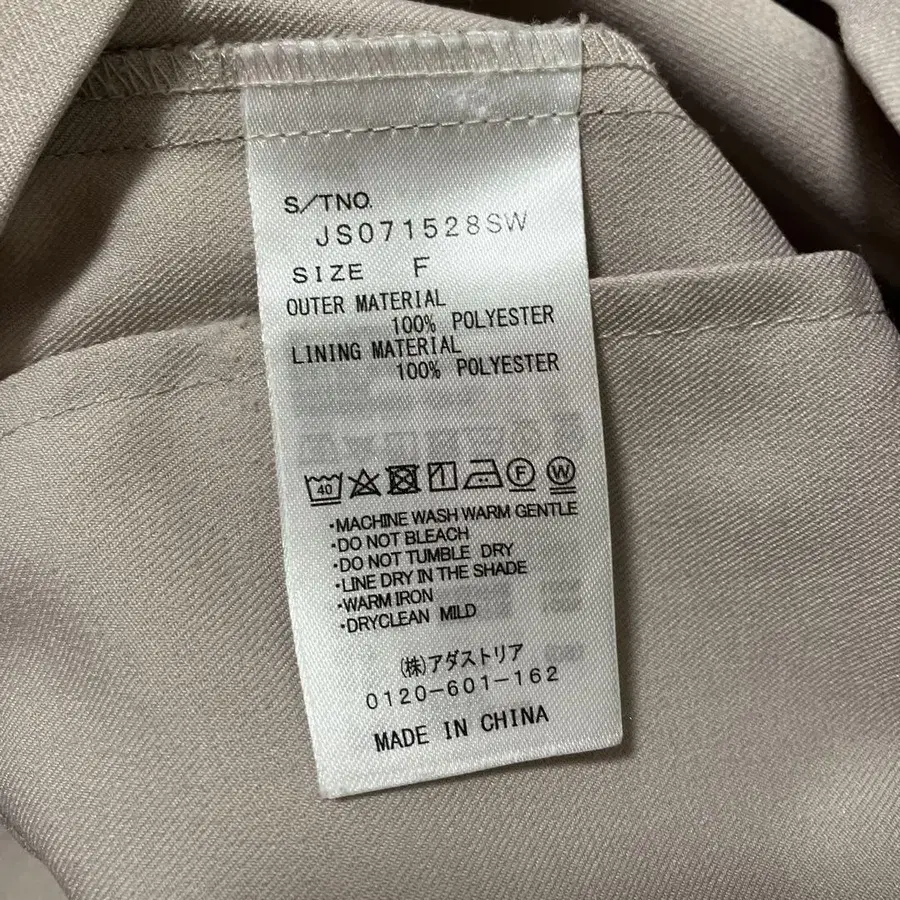 S/TNO.
JS071528SW
SIZE F
OUTER MATERIAL
100% POLYESTER
LINING MATERIAL
100% POLYESTER
40 F W
・MACHINE WASH WARM GENTLE
・DO NOT BLEACH
・DO NOT TUMBLE DRY
・LINE DRY IN THE SHADE
・WARM IRON
・DRYCLEAN MILD
(株)アダストリア
0120-601-162
MADE IN CHINA